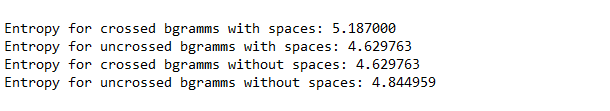 Entropy for crossed bgramms with spaces: 5.187000
Entropy for uncrossed bgramms with spaces: 4.629763
Entropy for crossed bgramms without spaces: 4.629763
Entropy for uncrossed bgramms without spaces: 4.844959